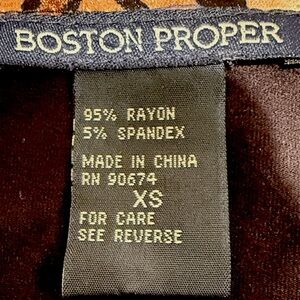 BOSTON PROPER
95% RAYON
5% SPANDEX
MADE IN CHINA
RN 90674
XS
FOR CARE
SEE REVERSE